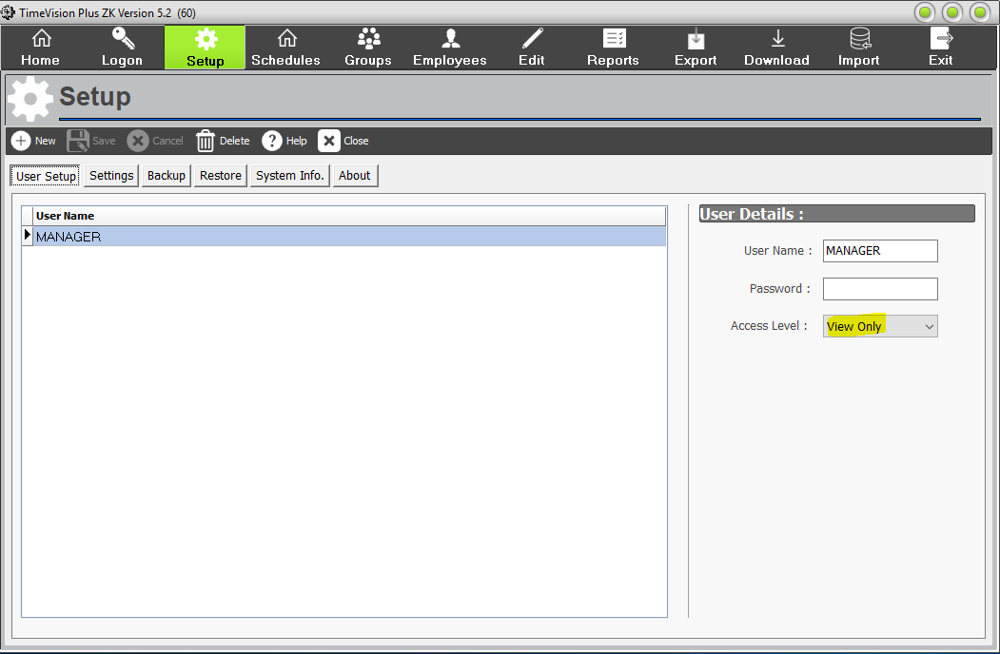 TimeVision Plus ZK Version 5.2 (60)
Home Logon Setup Schedules Groups Employees Edit Reports Export Download Import Exit
Setup
New Save Cancel Delete Help Close
User Setup Settings Backup Restore System Info. About
User Name
MANAGER
User Details :
User Name : MANAGER
Password :
Access Level : View Only